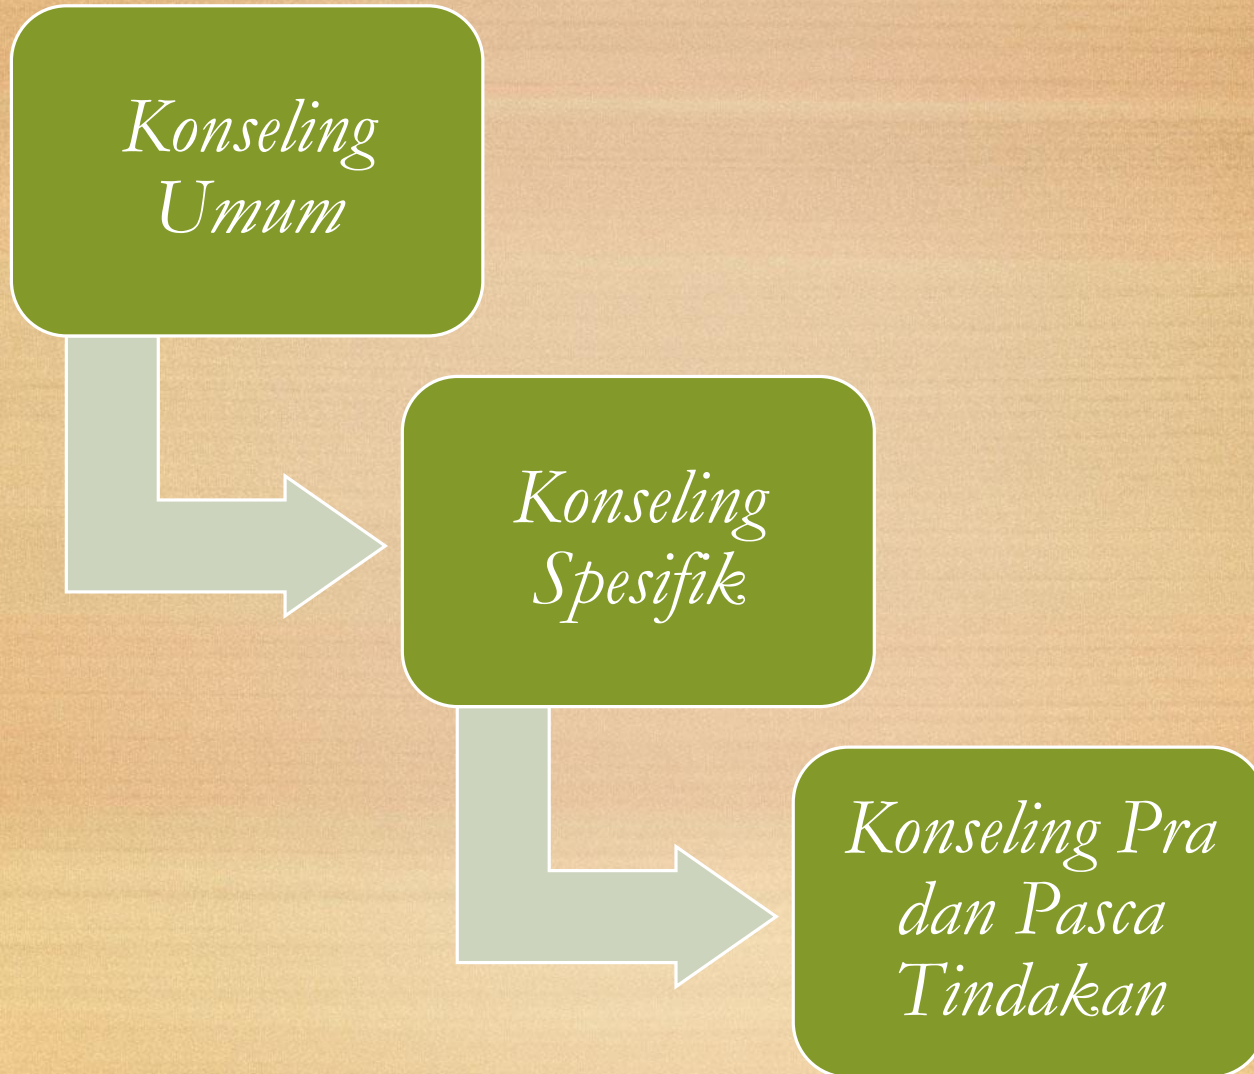 Konseling
Umum
Konseling
Spesifik
Konseling Pra
dan Pasca
Tindakan